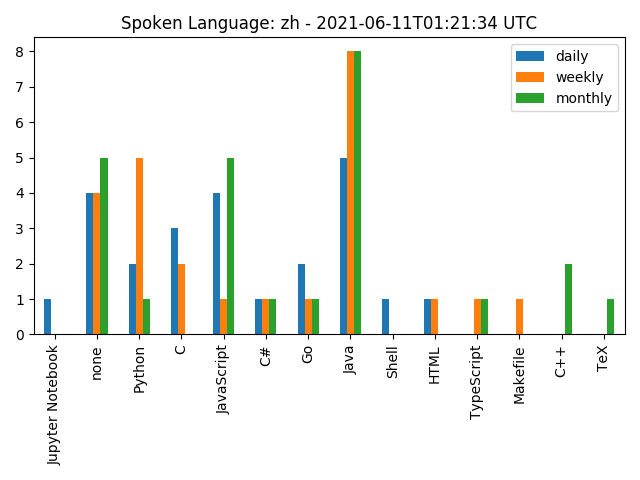 Spoken Language: zh - 2021-06-11T01:21:34 UTC
daily
weekly
monthly
8
7
6
5
4
3
2
1
0
Jupyter Notebook
none
Python
C
JavaScript
C#
Go
Java
Shell
HTML
TypeScript
Makefile
C++
TeX